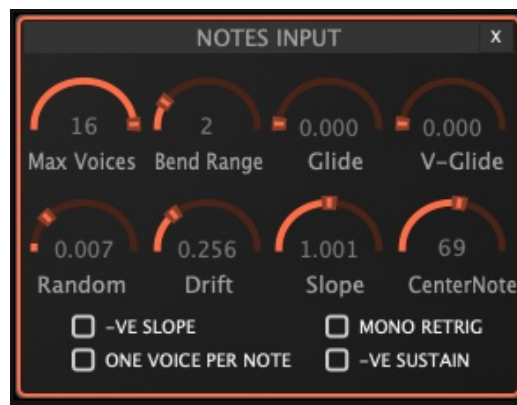 NOTES INPUT X
16 2 0.000 0.000
Max Voices Bend Range Glide V-Glide
0.007 0.256 1.001 69
Random Drift Slope CenterNote
-VE SLOPE MONO RETRIG
ONE VOICE PER NOTE -VE SUSTAIN